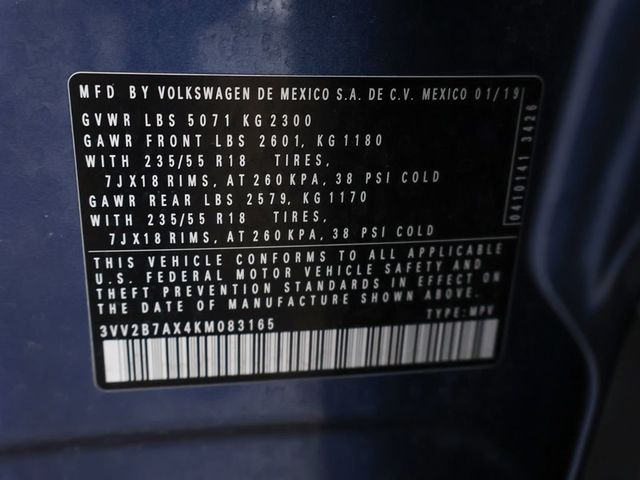 MFD BY VOLKSWAGEN DE MEXICO S.A. DE C.V. MEXICO 01/19
GVWR LBS 5071 KG 2300
GAWR FRONT LBS 2601, KG 1180
WITH 235/55 R18 TIRES,
7JX18 RIMS, AT 260 KPA, 38 PSI COLD
GAWR REAR LBS 2579, KG 1170
WITH 235/55 R18 TIRES,
7JX18 RIMS, AT 260 KPA, 38 PSI COLD
0410141 3426
THIS VEHICLE CONFORMS TO ALL APPLICABLE
U.S. FEDERAL MOTOR VEHICLE SAFETY AND
THEFT PREVENTION STANDARDS IN EFFECT ON
THE DATE OF MANUFACTURE SHOWN ABOVE.
3VV2B7AX4KM083165 TYPE: MPV